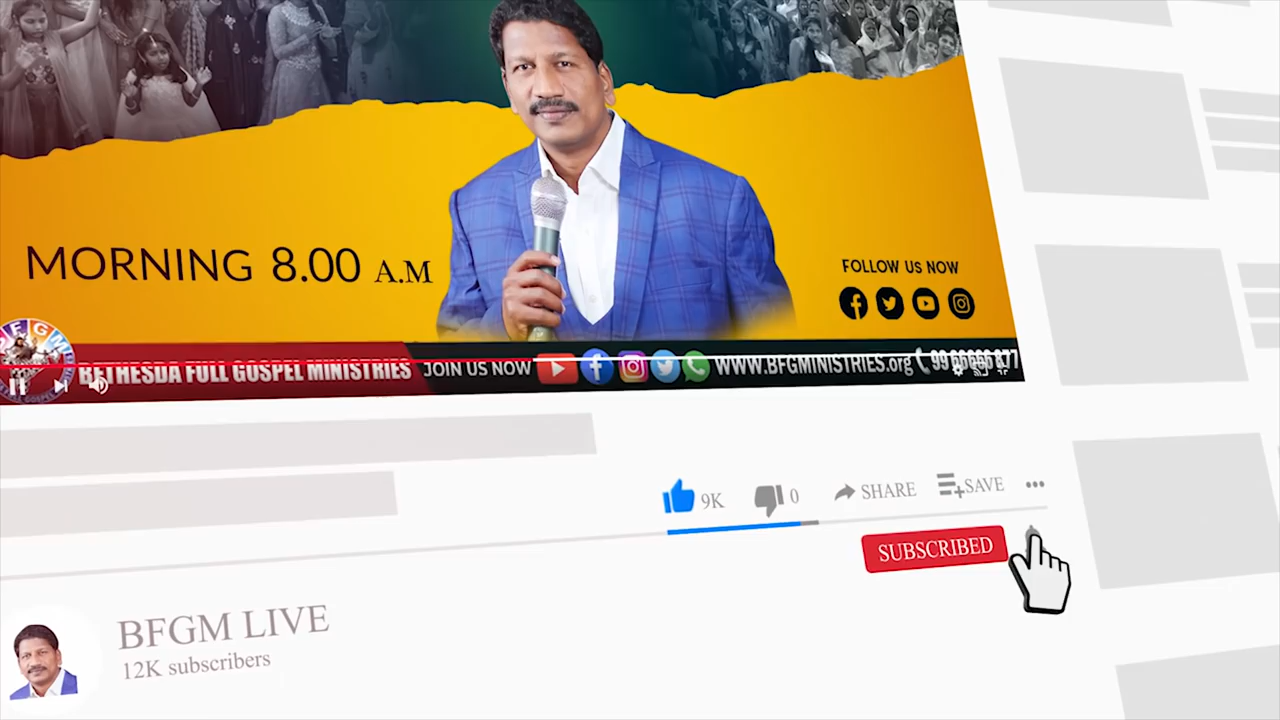 MORNING 8.00 A.M
FOLLOW US NOW
BETHESDA FULL GOSPEL MINISTRIES JOIN US NOW WWW.BFGMINISTRIES.org
9K 0 SHARE SAVE
SUBSCRIBED
BFGM LIVE
12K subscribers